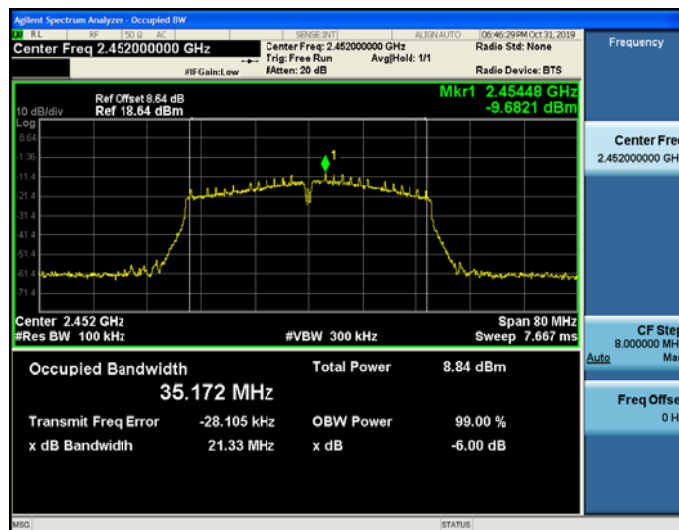 Agilent Spectrum Analyzer - Occupied BW
RL RF 50 Ω AC SENSE:INT ALIGN AUTO 06:46:29 PM Oct 31, 2019
Center Freq 2.452000000 GHz
Center Freq: 2.452000000 GHz
Radio Std: None
Trig: Free Run Avg|Hold: 1/1
#IFGain:Low #Atten: 20 dB Radio Device: BTS
Frequency
Mkr1 2.45448 GHz
-9.6821 dBm
Ref Offset 8.64 dB
10 dB/div Ref 18.64 dBm
Log
8.64
-1.36
-11.4
-21.4
-31.4
-41.4
-51.4
-61.4
-71.4
1
Center 2.452 GHz Span 80 MHz
#Res BW 100 kHz #VBW 300 kHz Sweep 7.667 ms
Occupied Bandwidth Total Power 8.84 dBm
35.172 MHz
Transmit Freq Error -28.105 kHz OBW Power 99.00 %
x dB Bandwidth 21.33 MHz x dB -6.00 dB
Center Fre
2.452000000 GH
CF Step
8.000000 MH
Auto Ma
Freq Offse
0 H
MSG STATUS